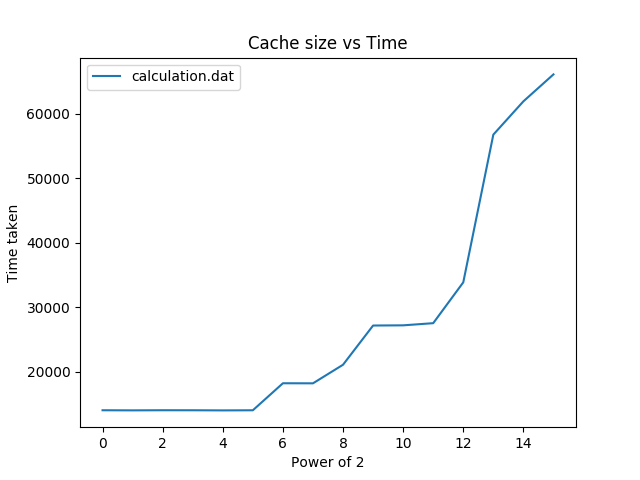 Cache size vs Time
calculation.dat
60000
50000
40000
30000
20000
Time taken
0 2 4 6 8 10 12 14
Power of 2